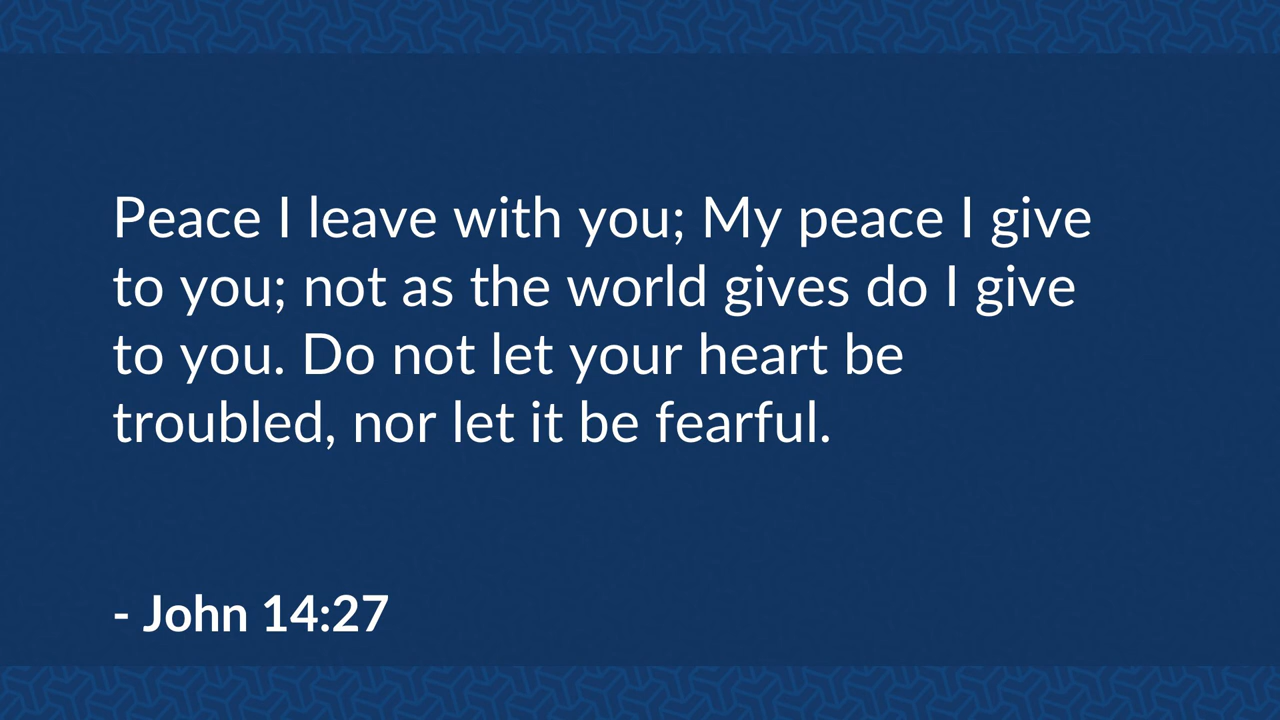 Peace I leave with you; My peace I give
to you; not as the world gives do I give
to you. Do not let your heart be
troubled, nor let it be fearful.
- John 14:27